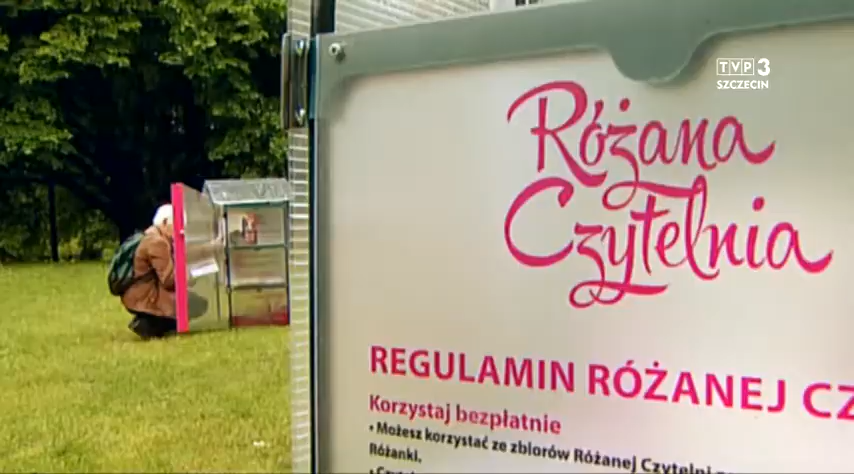 TVP3
SZCZECIN
Różana
Czytelnia
REGULAMIN RÓŻANEJ CZ
Korzystaj bezpłatnie
• Możesz korzystać ze zbiorów Różanej Czytelni
Różanki.